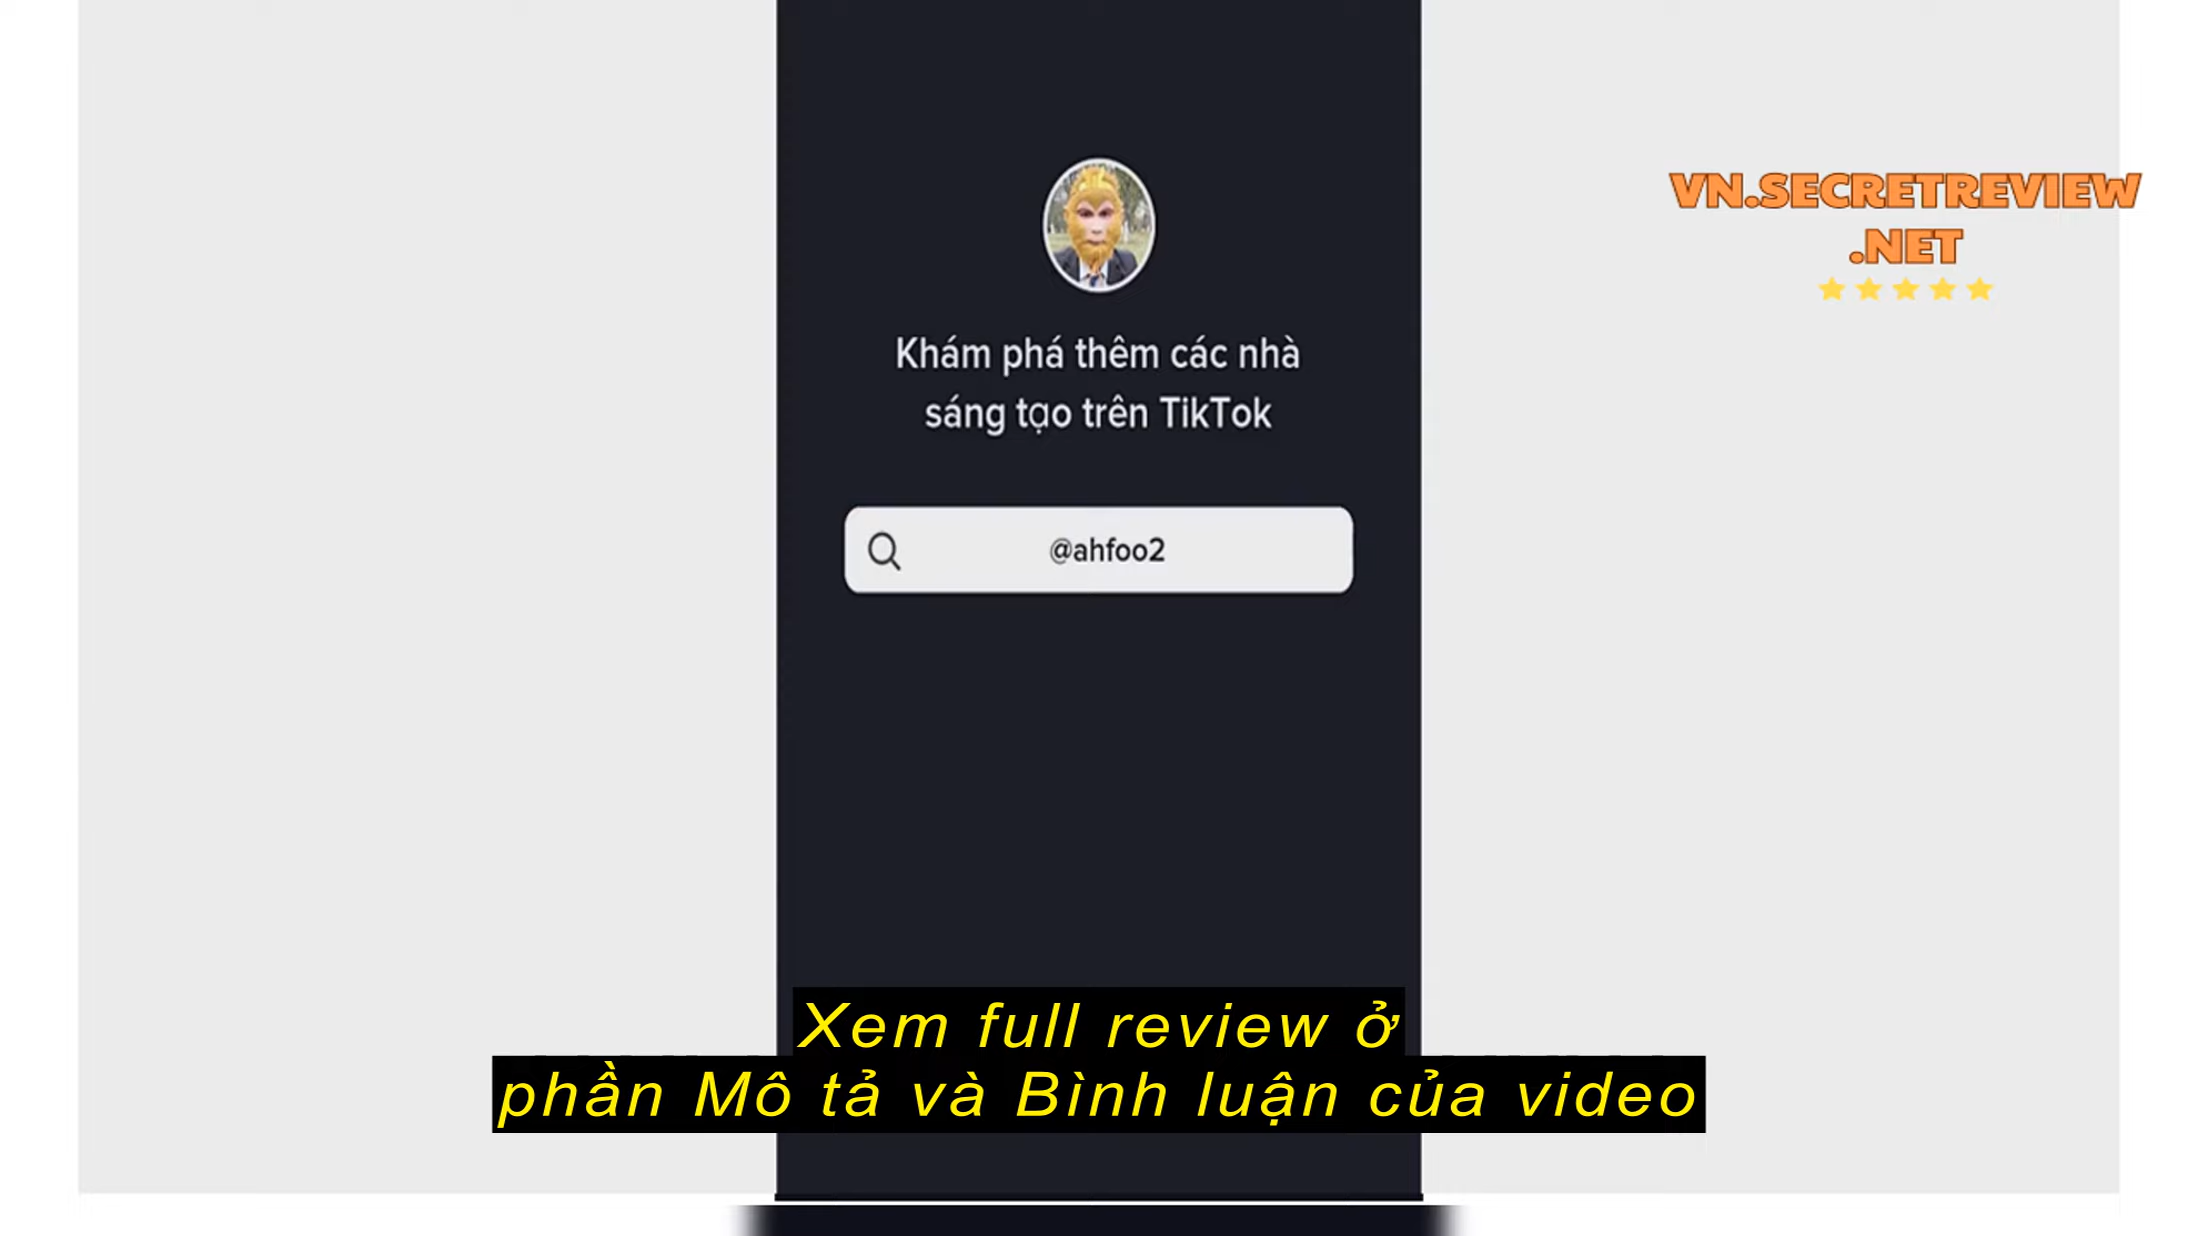 VN.SECRETREVIEW
.NET
Khám phá thêm các nhà
sáng tạo trên TikTok
@ahfoo2
Xem full review ở
phần Mô tả và Bình luận của video